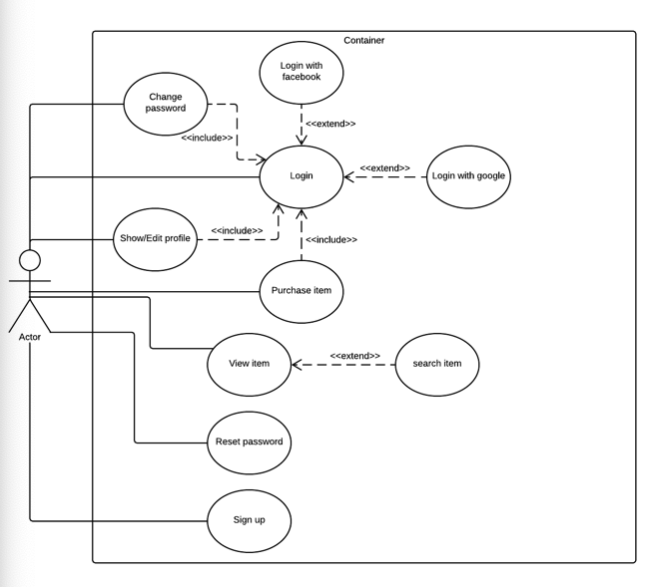 Container
Login with
facebook
Change
password
<<extend>>
<<include>>
<<extend>>
Login
Login with google
<<include>>
Show/Edit profile
<<include>>
Purchase item
Actor
<<extend>>
View item
search item
Reset password
Sign up